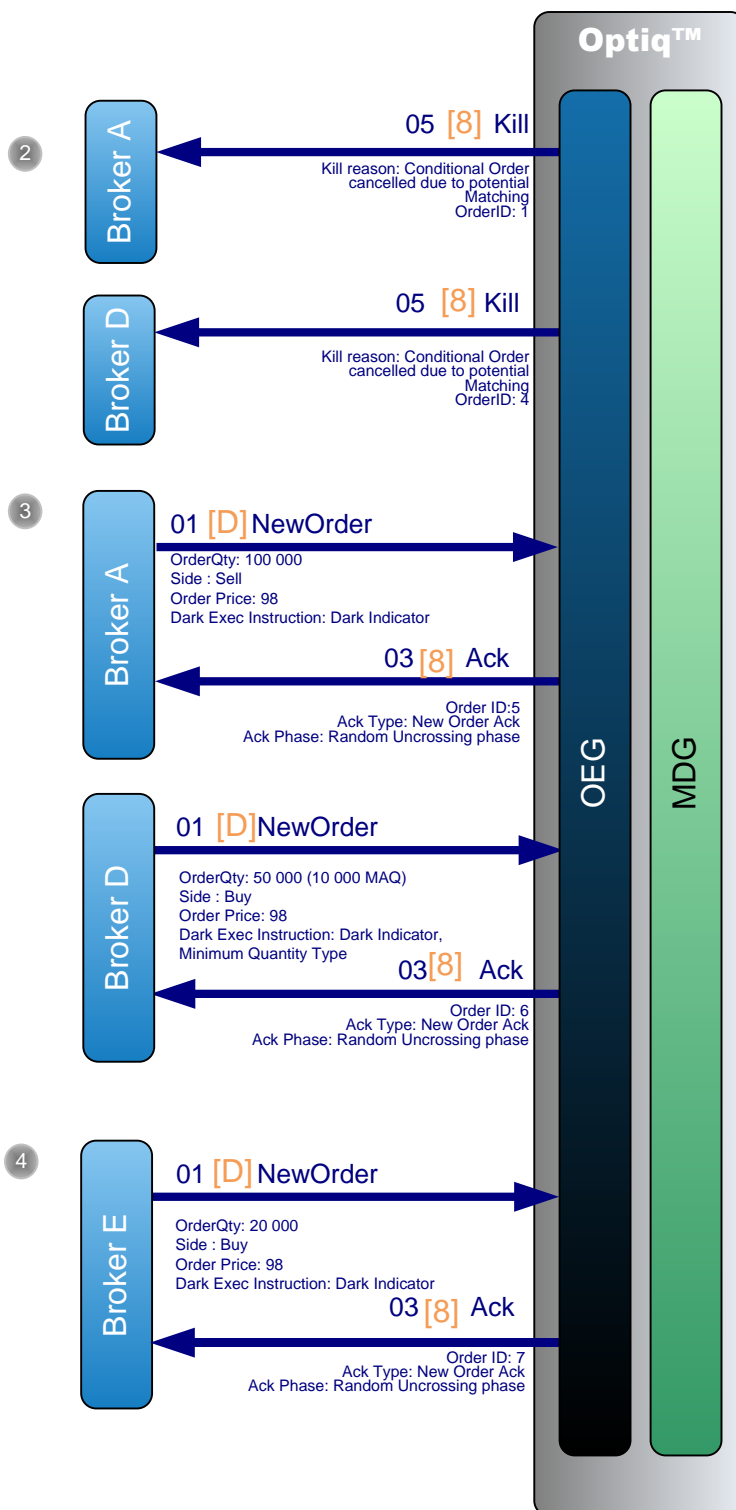 Optiq™
2
Broker A
05 [8] Kill
Kill reason: Conditional Order
cancelled due to potential
Matching
OrderID: 1
Broker D
05 [8] Kill
Kill reason: Conditional Order
cancelled due to potential
Matching
OrderID: 4
3
Broker A
01 [D] NewOrder
OrderQty: 100 000
Side : Sell
Order Price: 98
Dark Exec Instruction: Dark Indicator
03 [8] Ack
Order ID:5
Ack Type: New Order Ack
Ack Phase: Random Uncrossing phase
OEG
MDG
Broker D
01 [D]NewOrder
OrderQty: 50 000 (10 000 MAQ)
Side : Buy
Order Price: 98
Dark Exec Instruction: Dark Indicator,
Minimum Quantity Type
03[8] Ack
Order ID: 6
Ack Type: New Order Ack
Ack Phase: Random Uncrossing phase
4
Broker E
01 [D] NewOrder
OrderQty: 20 000
Side : Buy
Order Price: 98
Dark Exec Instruction: Dark Indicator
03 [8] Ack
Order ID: 7
Ack Type: New Order Ack
Ack Phase: Random Uncrossing phase